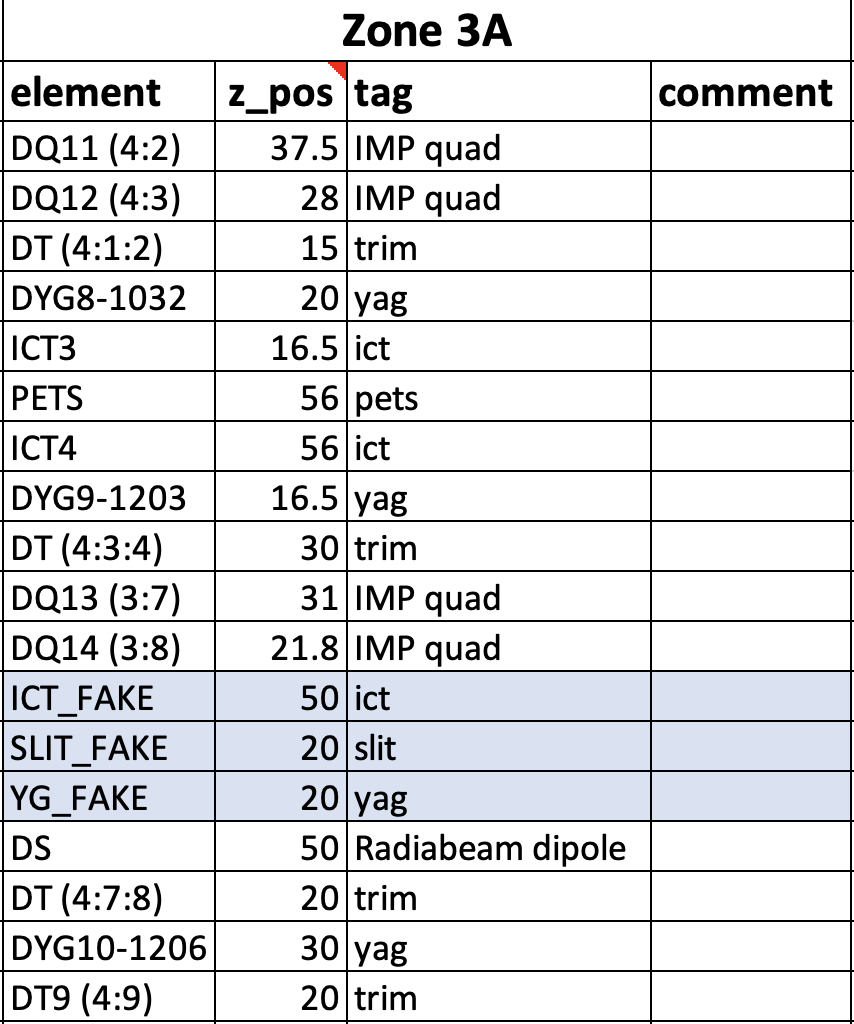 Zone 3A
element z_pos tag comment
DQ11 (4:2) 37.5 IMP quad
DQ12 (4:3) 28 IMP quad
DT (4:1:2) 15 trim
DYG8-1032 20 yag
ICT3 16.5 ict
PETS 56 pets
ICT4 56 ict
DYG9-1203 16.5 yag
DT (4:3:4) 30 trim
DQ13 (3:7) 31 IMP quad
DQ14 (3:8) 21.8 IMP quad
ICT_FAKE 50 ict
SLIT_FAKE 20 slit
YG_FAKE 20 yag
DS 50 Radiabeam dipole
DT (4:7:8) 20 trim
DYG10-1206 30 yag
DT9 (4:9) 20 trim